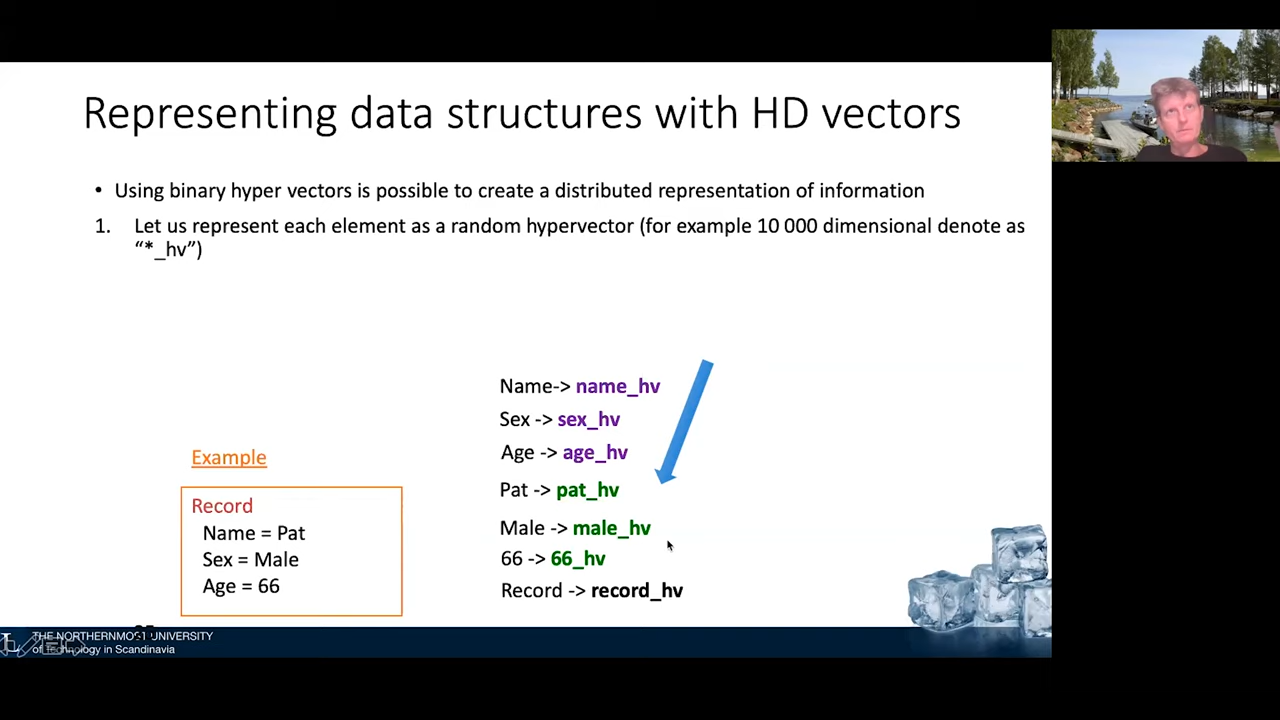 Representing data structures with HD vectors
• Using binary hyper vectors is possible to create a distributed representation of information
1. Let us represent each element as a random hypervector (for example 10 000 dimensional denote as
“*_hv”)
Name-> name_hv
Sex -> sex_hv
Age -> age_hv
Pat -> pat_hv
Male -> male_hv
66 -> 66_hv
Record -> record_hv
Example
Record
Name = Pat
Sex = Male
Age = 66
THE NORTHERNMOST UNIVERSITY
of Technology in Scandinavia